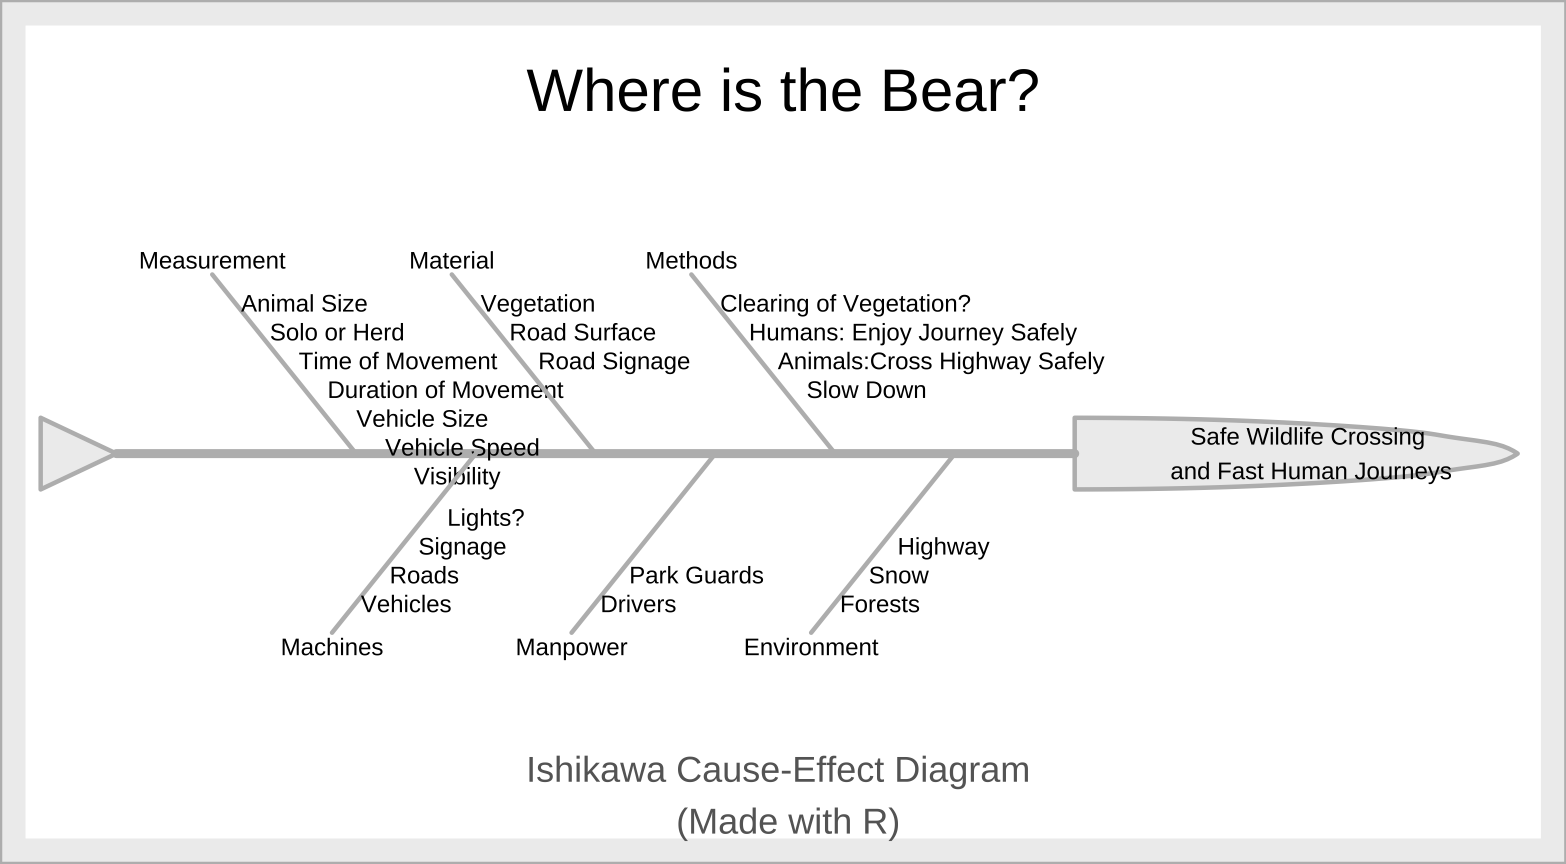 Where is the Bear?
Measurement
Animal Size
Solo or Herd
Time of Movement
Duration of Movement
Vehicle Size
Vehicle Speed
Visibility
Material
Vegetation
Road Surface
Road Signage
Methods
Clearing of Vegetation?
Humans: Enjoy Journey Safely
Animals:Cross Highway Safely
Slow Down
Safe Wildlife Crossing
and Fast Human Journeys
Lights?
Signage
Roads
Vehicles
Machines
Park Guards
Drivers
Manpower
Highway
Snow
Forests
Environment
Ishikawa Cause-Effect Diagram
(Made with R)